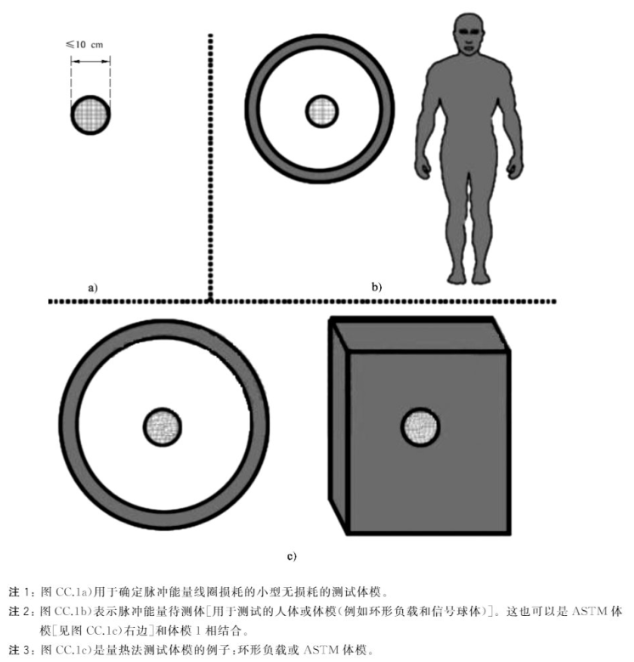 ≤10 cm
a)
b)
c)
注 1：图 CC.1a)用于确定脉冲能量线圈损耗的小型无损耗的测试体模。
注 2：图 CC.1b)表示脉冲能量待测体[用于测试的人体或体模(例如环形负载和信号球体)]。这也可以是 ASTM 体
模[见图 CC.1c)右边]和体模 1 相结合。
注 3：图 CC.1c)是量热法测试体模的例子：环形负载或 ASTM 体模。